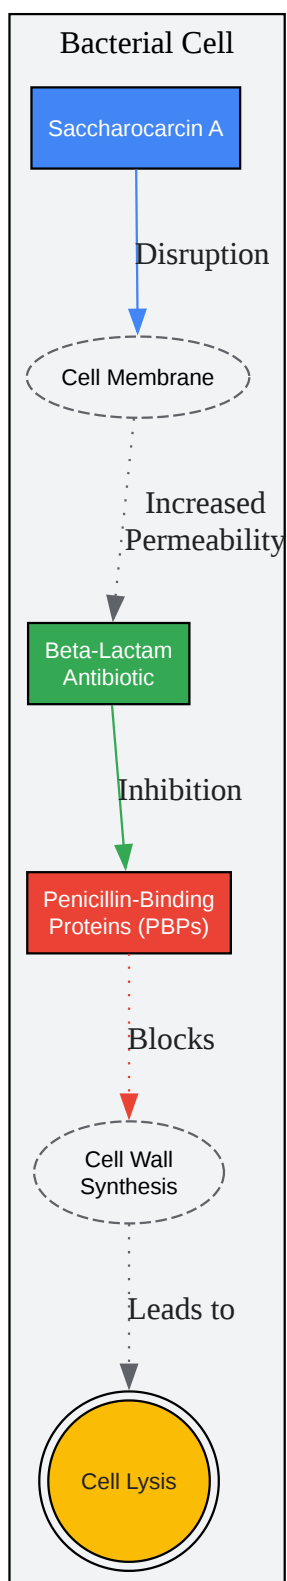 Bacterial Cell
Saccharocarcin A
Disruption
Cell Membrane
Increased
Permeability
Beta-Lactam
Antibiotic
Inhibition
Penicillin-Binding
Proteins (PBPs)
Blocks
Cell Wall
Synthesis
Leads to
Cell Lysis